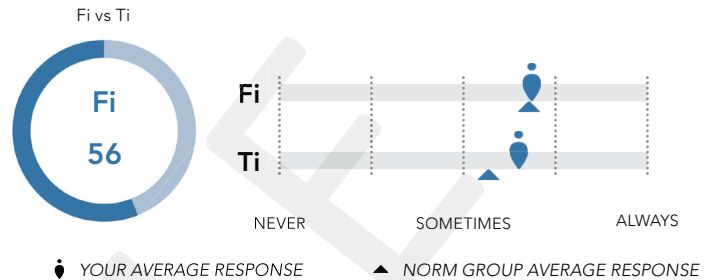 Fi vs Ti
Fi
56
Fi
Ti
NEVER
SOMETIMES
ALWAYS
YOUR AVERAGE RESPONSE
NORM GROUP AVERAGE RESPONSE